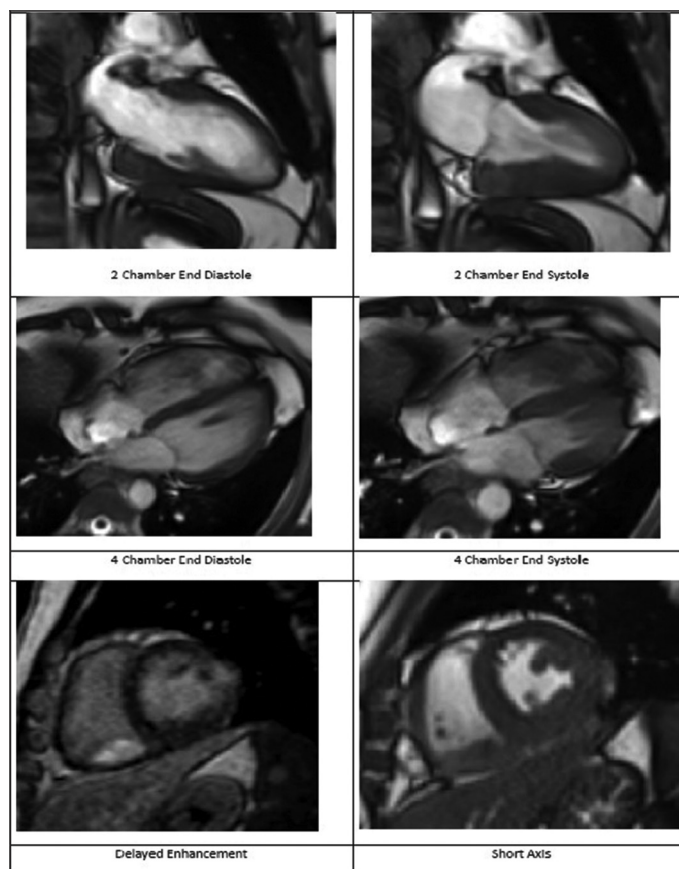 2 Chamber End Diastole
2 Chamber End Systole
4 Chamber End Diastole
4 Chamber End Systole
Delayed Enhancement
Short Axis